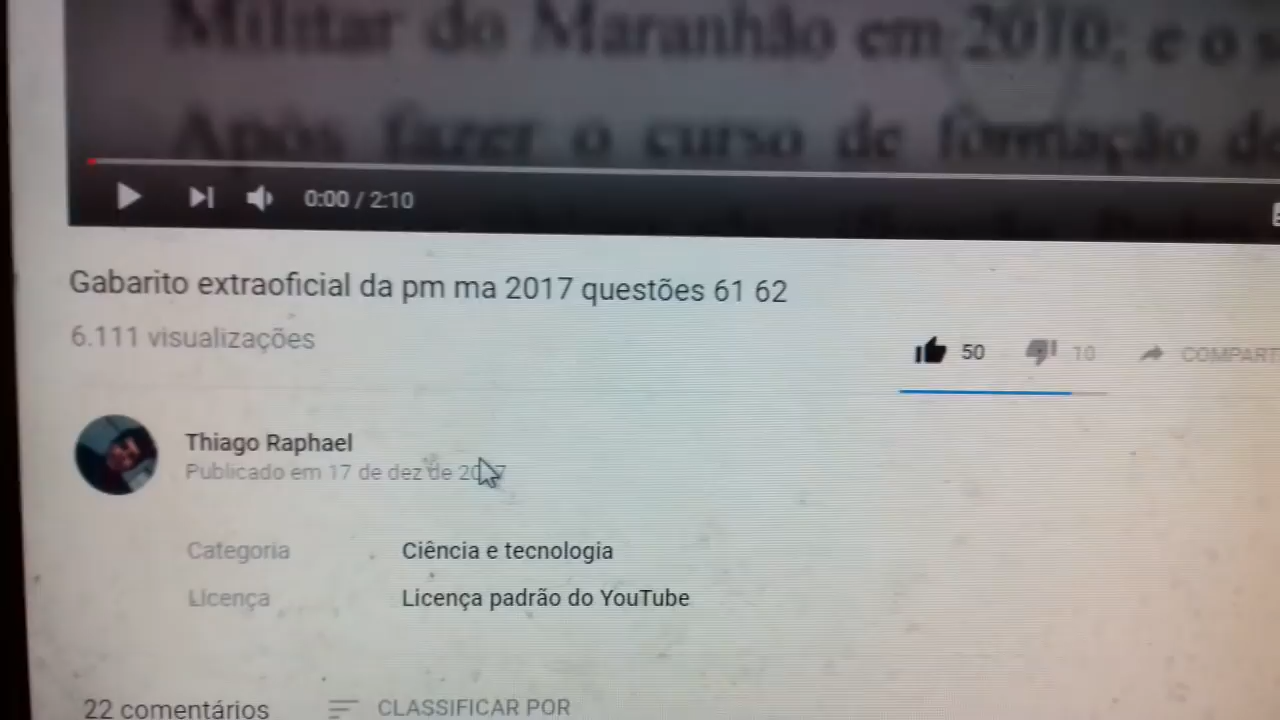 Militar do Maranhão em 2010; e o s
Após fazer o curso de formação de
0:00 / 2:10
Gabarito extraoficial da pm ma 2017 questões 61 62
6.111 visualizações
50
10
COMPART
Thiago Raphael
Publicado em 17 de dez de 2017
Categoria
Ciência e tecnologia
Licença
Licença padrão do YouTube
22 comentários
CLASSIFICAR POR